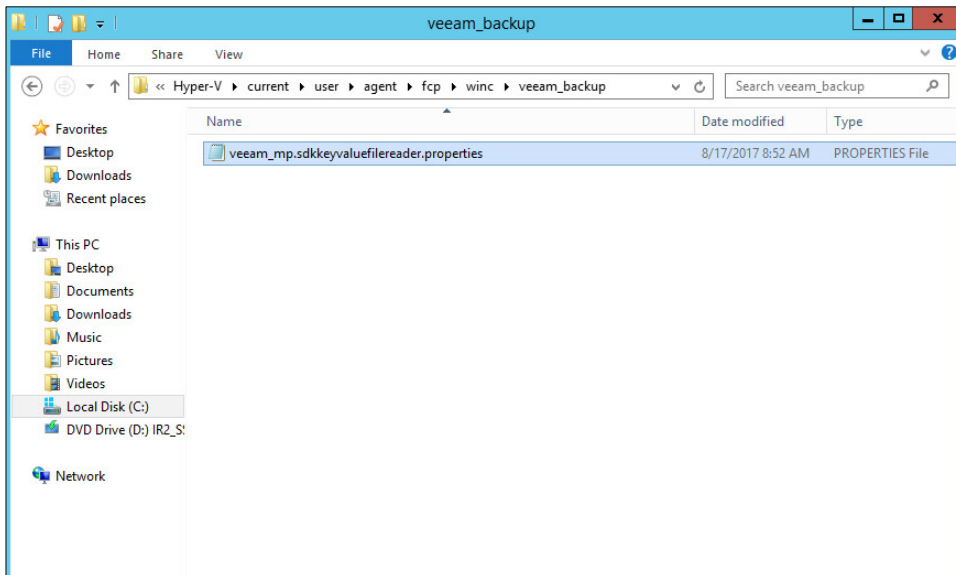 veeam_backup
File Home Share View
« Hyper-V ▸ current ▸ user ▸ agent ▸ fcp ▸ winc ▸ veeam_backup
Search veeam_backup
Name Date modified Type
veeam_mp.sdkkeyvaluefilereader.properties 8/17/2017 8:52 AM PROPERTIES File
Favorites
Desktop
Downloads
Recent places
This PC
Desktop
Documents
Downloads
Music
Pictures
Videos
Local Disk (C:)
DVD Drive (D:) IR2_S
Network